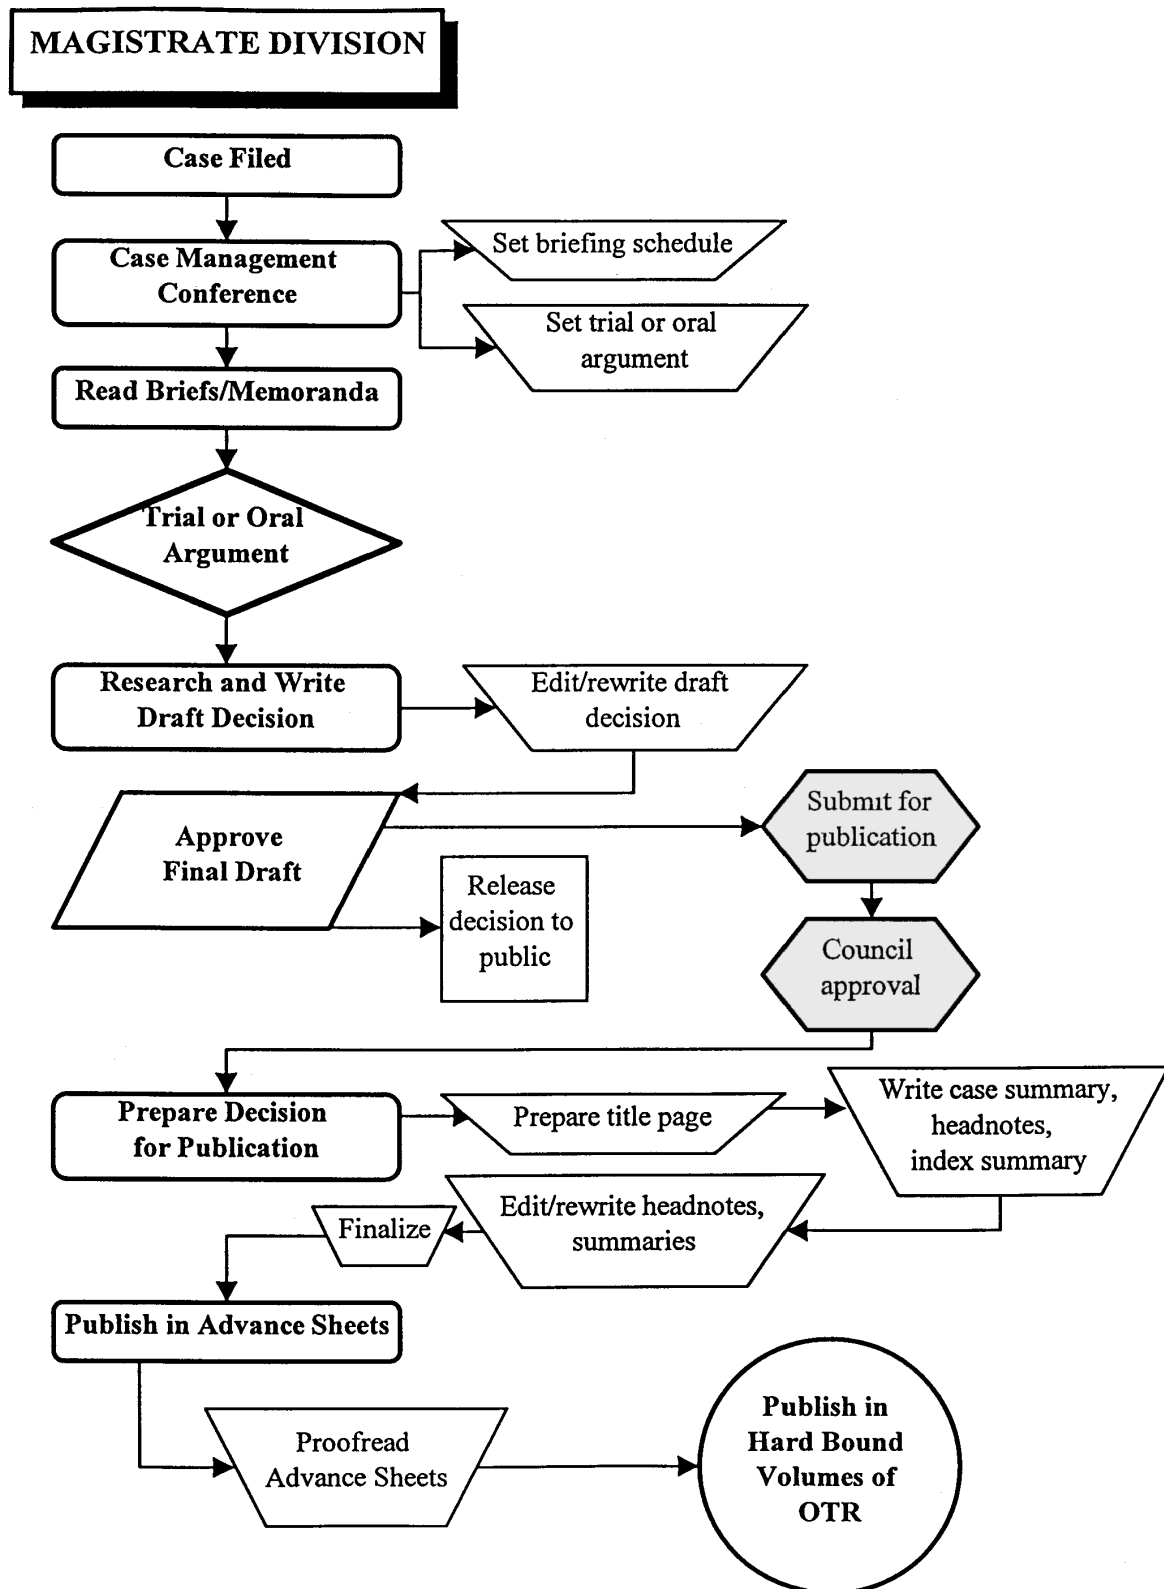 MAGISTRATE DIVISION
Case Filed
Case Management
Conference
Set briefing schedule
Set trial or oral
argument
Read Briefs/Memoranda
Trial or Oral
Argument
Research and Write
Draft Decision
Edit/rewrite draft
decision
Approve
Final Draft
Submit for
publication
Release
decision to
public
Council
approval
Prepare Decision
for Publication
Prepare title page
Write case summary,
headnotes,
index summary
Edit/rewrite headnotes,
summaries
Finalize
Publish in Advance Sheets
Proofread
Advance Sheets
Publish in
Hard Bound
Volumes of
OTR